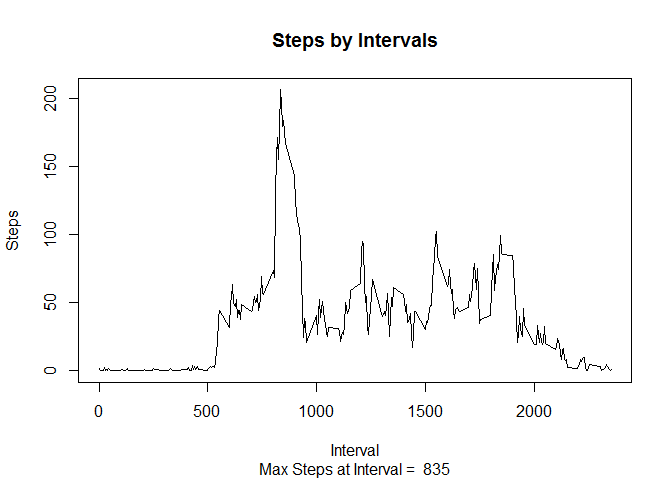 Steps by Intervals
Steps
200
150
100
50
0
0 500 1000 1500 2000
Interval
Max Steps at Interval = 835